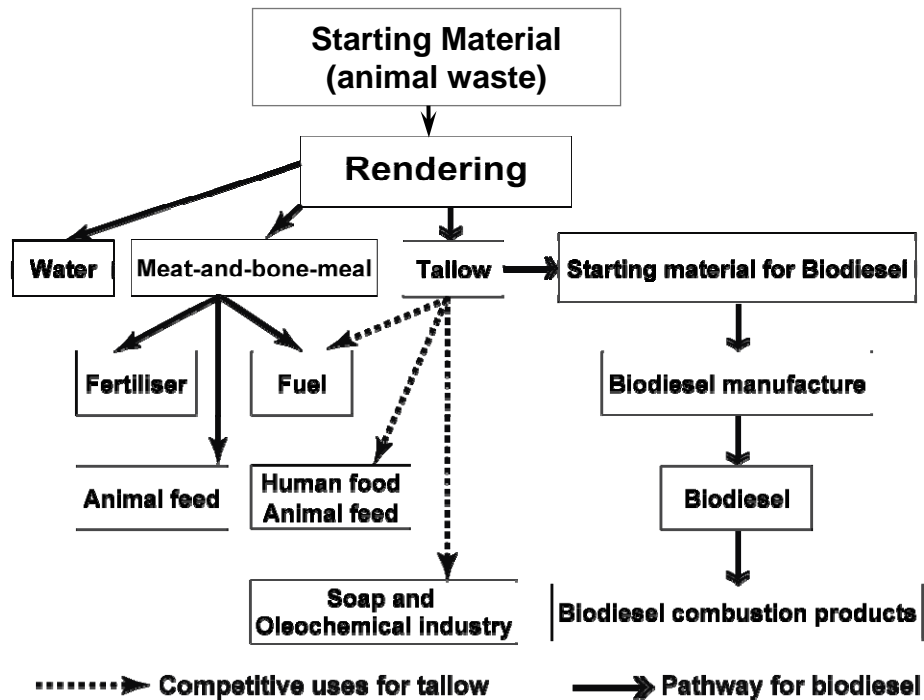 Starting Material
(animal waste)
Rendering
Water
Meat-and-bone-meal
Tallow
Starting material for Biodiesel
Fertiliser
Fuel
Biodiesel manufacture
Animal feed
Human food
Animal feed
Biodiesel
Soap and
Oleochemical industry
Biodiesel combustion products
Competitive uses for tallow
Pathway for biodiesel